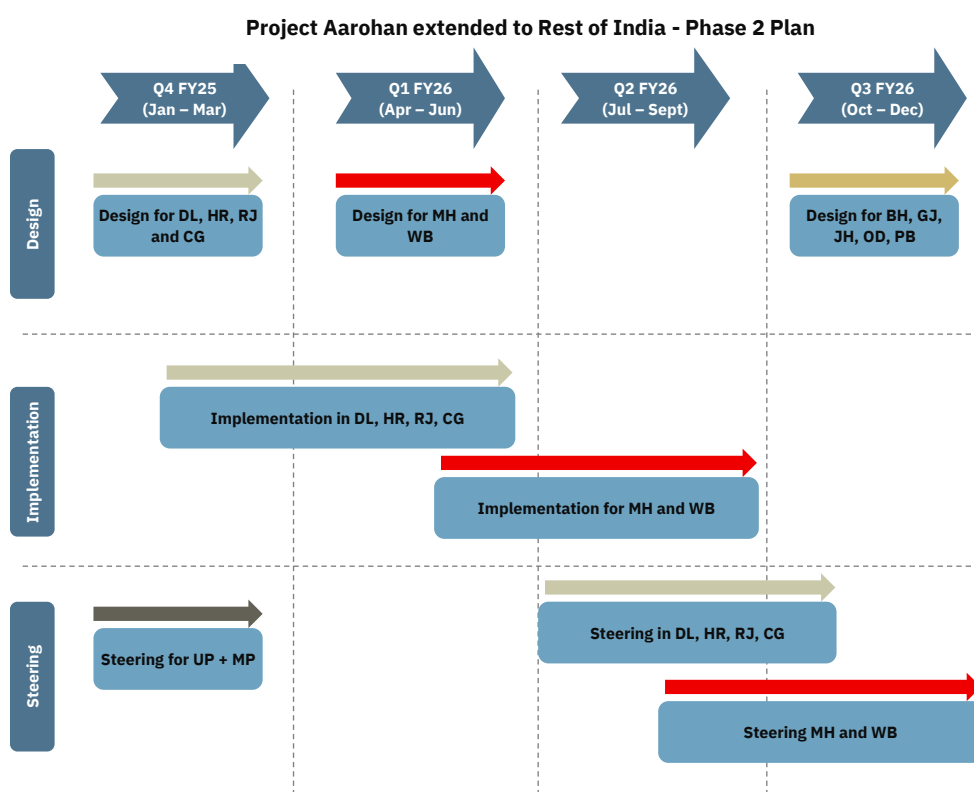 Project Aarohan extended to Rest of India - Phase 2 Plan
Q4 FY25
(Jan – Mar)
Q1 FY26
(Apr – Jun)
Q2 FY26
(Jul – Sept)
Q3 FY26
(Oct – Dec)
Design
Design for DL, HR, RJ
and CG
Design for MH and
WB
Design for BH, GJ,
JH, OD, PB
Implementation
Implementation in DL, HR, RJ, CG
Implementation for MH and WB
Steering
Steering for UP + MP
Steering in DL, HR, RJ, CG
Steering MH and WB